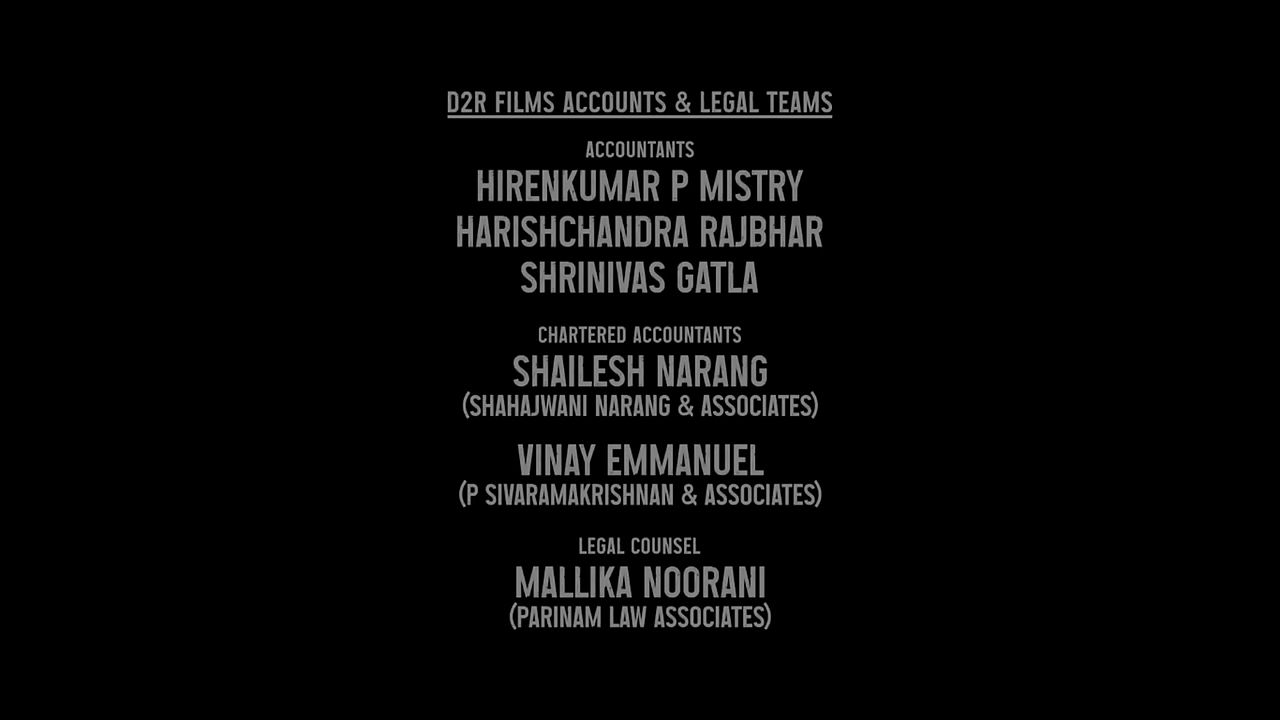 D2R FILMS ACCOUNTS & LEGAL TEAMS
ACCOUNTANTS
HIRENKUMAR P MISTRY
HARISHCHANDRA RAJBHAR
SHRINIVAS GATLA
CHARTERED ACCOUNTANTS
SHAILESH NARANG
(SHAHAJWANI NARANG & ASSOCIATES)
VINAY EMMANUEL
(P SIVARAMAKRISHNAN & ASSOCIATES)
LEGAL COUNSEL
MALLIKA NOORANI
(PARINAM LAW ASSOCIATES)